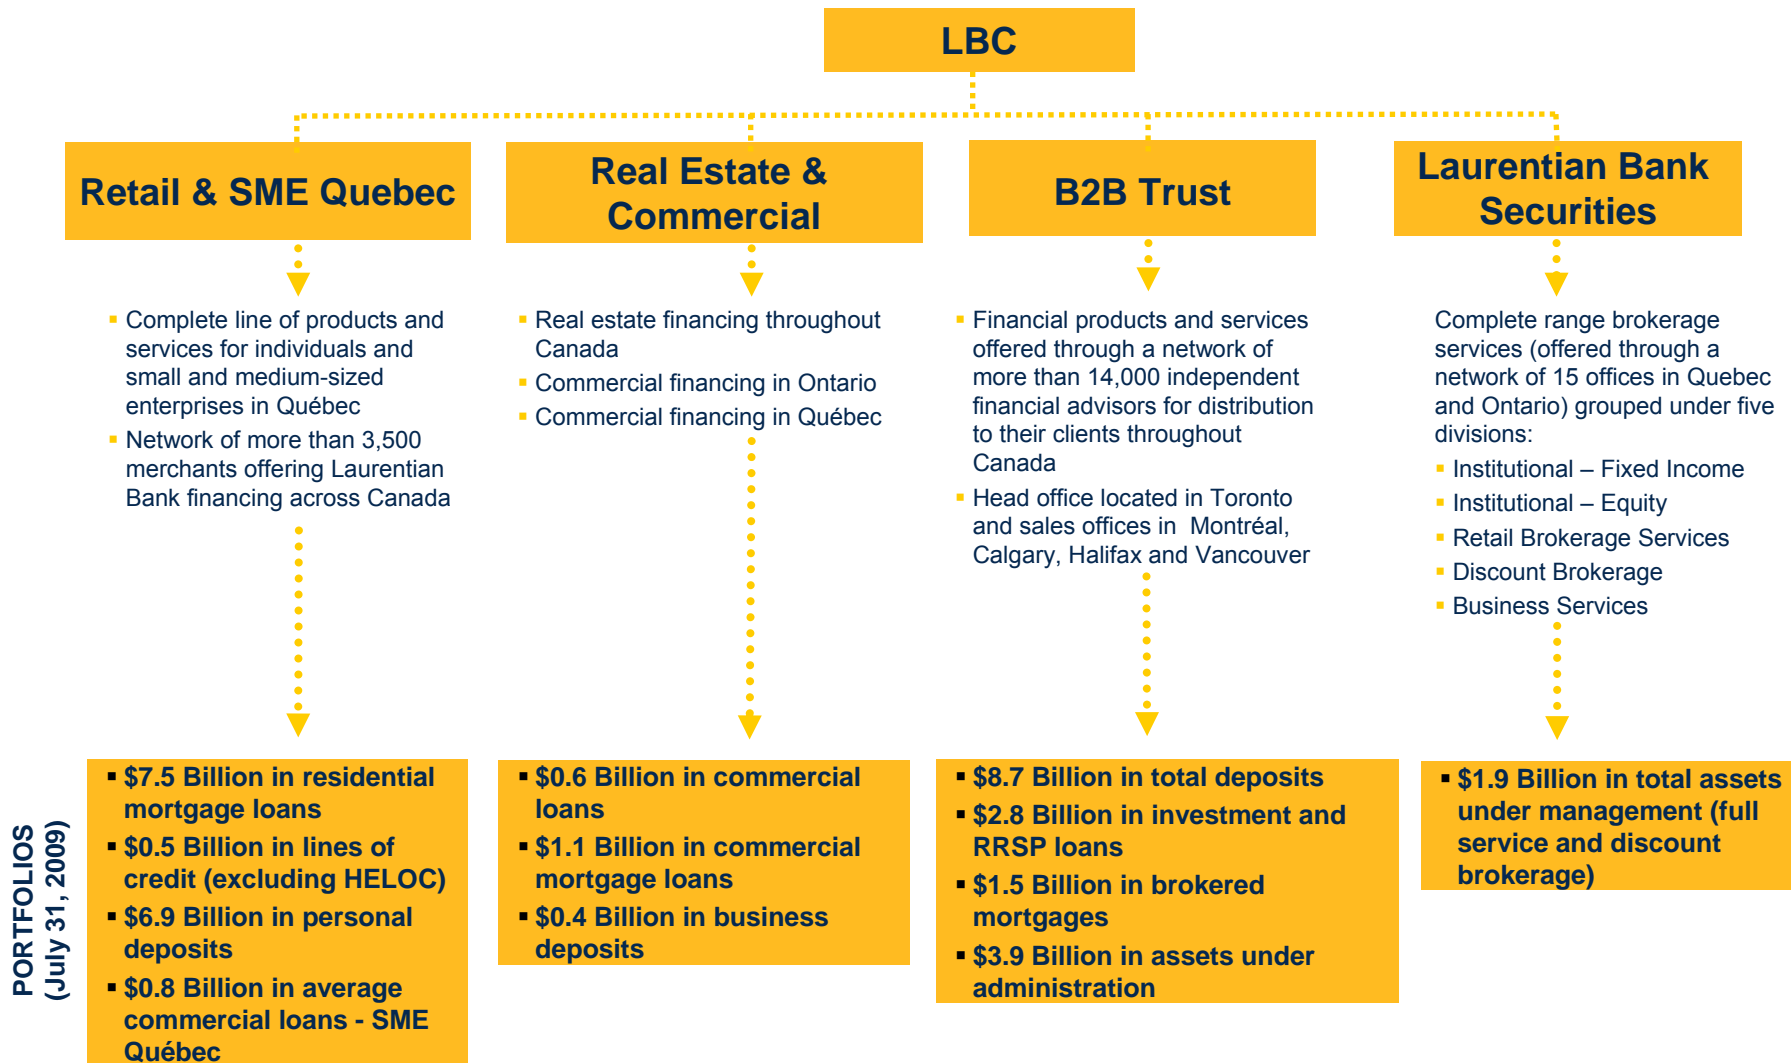 LBC
Retail & SME Quebec
Real Estate &
Commercial
B2B Trust
Laurentian Bank
Securities
▪ Complete line of products and
services for individuals and
small and medium-sized
enterprises in Québec
▪ Network of more than 3,500
merchants offering Laurentian
Bank financing across Canada
▪ Real estate financing throughout
Canada
▪ Commercial financing in Ontario
▪ Commercial financing in Québec
▪ Financial products and services
offered through a network of
more than 14,000 independent
financial advisors for distribution
to their clients throughout
Canada
▪ Head office located in Toronto
and sales offices in Montréal,
Calgary, Halifax and Vancouver
Complete range brokerage
services (offered through a
network of 15 offices in Quebec
and Ontario) grouped under five
divisions:
▪ Institutional – Fixed Income
▪ Institutional – Equity
▪ Retail Brokerage Services
▪ Discount Brokerage
▪ Business Services
PORTFOLIOS
(July 31, 2009)
▪ $7.5 Billion in residential
mortgage loans
▪ $0.5 Billion in lines of
credit (excluding HELOC)
▪ $6.9 Billion in personal
deposits
▪ $0.8 Billion in average
commercial loans - SME
Québec
▪ $0.6 Billion in commercial
loans
▪ $1.1 Billion in commercial
mortgage loans
▪ $0.4 Billion in business
deposits
▪ $8.7 Billion in total deposits
▪ $2.8 Billion in investment and
RRSP loans
▪ $1.5 Billion in brokered
mortgages
▪ $3.9 Billion in assets under
administration
▪ $1.9 Billion in total assets
under management (full
service and discount
brokerage)